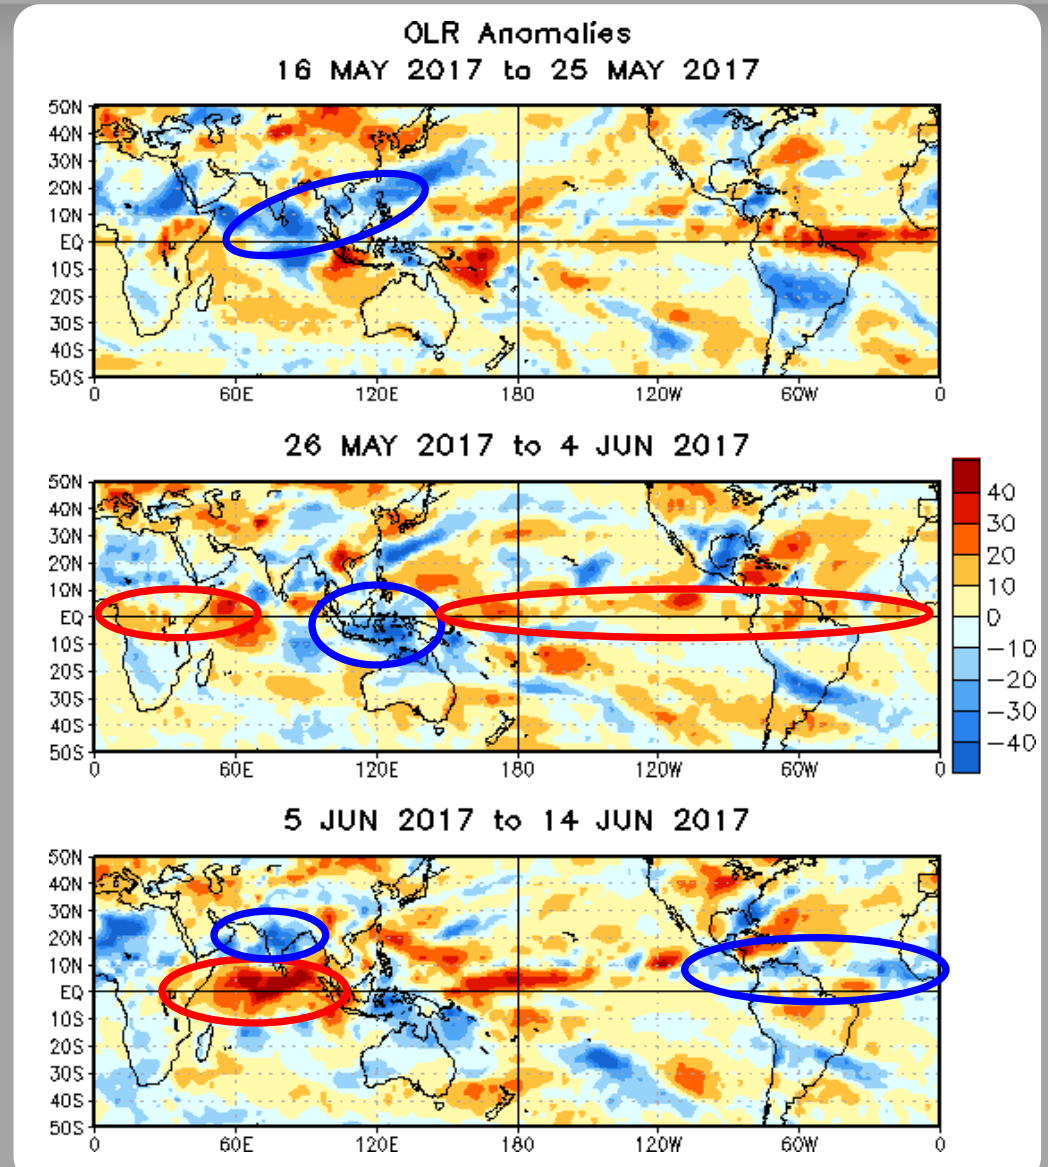 OLR Anomalies
16 MAY 2017 to 25 MAY 2017
50N
40N
30N
20N
10N
EQ
10S
20S
30S
40S
50S
0 60E 120E 180 120W 60W 0
26 MAY 2017 to 4 JUN 2017
50N
40N
30N
20N
10N
EQ
10S
20S
30S
40S
50S
0 60E 120E 180 120W 60W 0
40
30
20
10
0
−10
−20
−30
−40
5 JUN 2017 to 14 JUN 2017
50N
40N
30N
20N
10N
EQ
10S
20S
30S
40S
50S
0 60E 120E 180 120W 60W 0